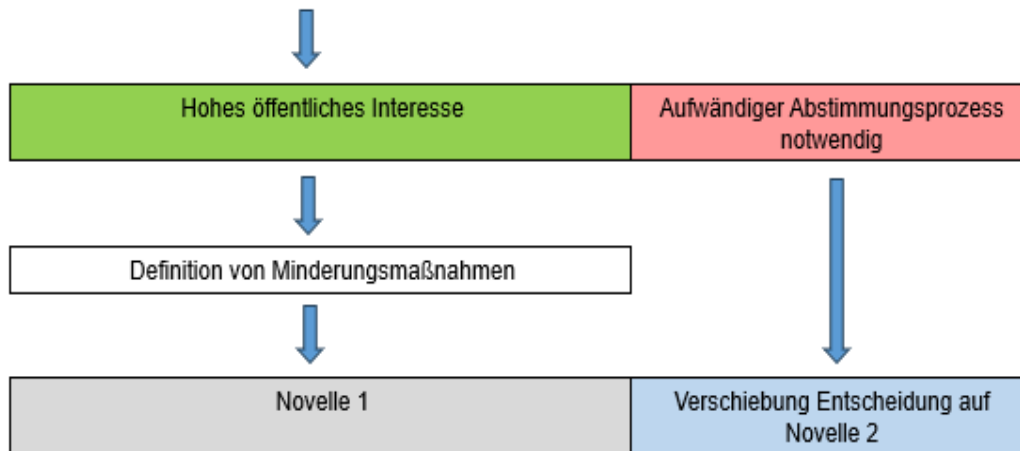 Hohes öffentliches Interesse
Aufwändiger Abstimmungsprozess
notwendig
Definition von Minderungsmaßnahmen
Novelle 1
Verschiebung Entscheidung auf
Novelle 2